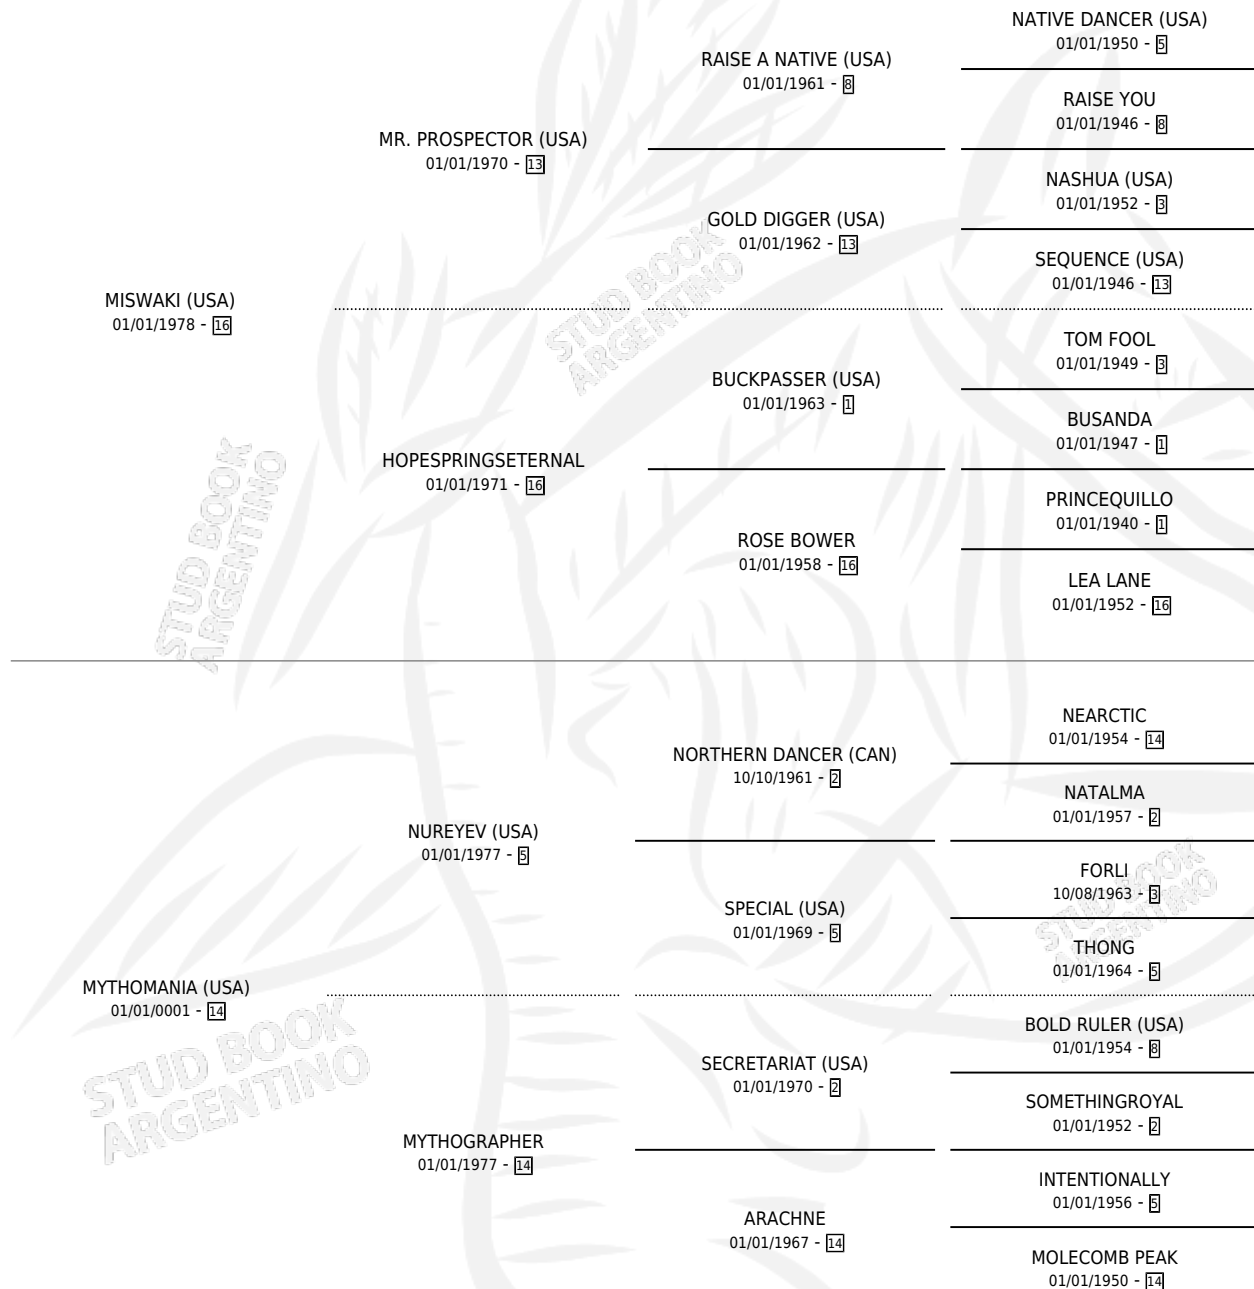 NATIVE DANCER (USA)
01/01/1950 - 5
RAISE A NATIVE (USA)
01/01/1961 - 8
RAISE YOU
01/01/1946 - 8
MR. PROSPECTOR (USA)
01/01/1970 - 13
NASHUA (USA)
01/01/1952 - 3
GOLD DIGGER (USA)
01/01/1962 - 13
SEQUENCE (USA)
01/01/1946 - 13
MISWAKI (USA)
01/01/1978 - 16
TOM FOOL
01/01/1949 - 3
BUCKPASSER (USA)
01/01/1963 - 1
BUSANDA
01/01/1947 - 1
HOPESPRINGSETERNAL
01/01/1971 - 16
PRINCEQUILLO
01/01/1940 - 1
ROSE BOWER
01/01/1958 - 16
LEA LANE
01/01/1952 - 16
NEARCTIC
01/01/1954 - 14
NORTHERN DANCER (CAN)
10/10/1961 - 2
NATALMA
01/01/1957 - 2
NUREYEV (USA)
01/01/1977 - 5
FORLI
10/08/1963 - 3
SPECIAL (USA)
01/01/1969 - 5
THONG
01/01/1964 - 5
MYTHOMANIA (USA)
01/01/0001 - 14
BOLD RULER (USA)
01/01/1954 - 8
SECRETARIAT (USA)
01/01/1970 - 2
SOMETHINGROYAL
01/01/1952 - 2
MYTHOGRAPHER
01/01/1977 - 14
INTENTIONALLY
01/01/1956 - 5
ARACHNE
01/01/1967 - 14
MOLECOMB PEAK
01/01/1950 - 14
STUD BOOK
ARGENTINO
STUD BOOK
ARGENTINO
STUD BOOK
ARGENTINO
STUD BOOK
ARGENTINO